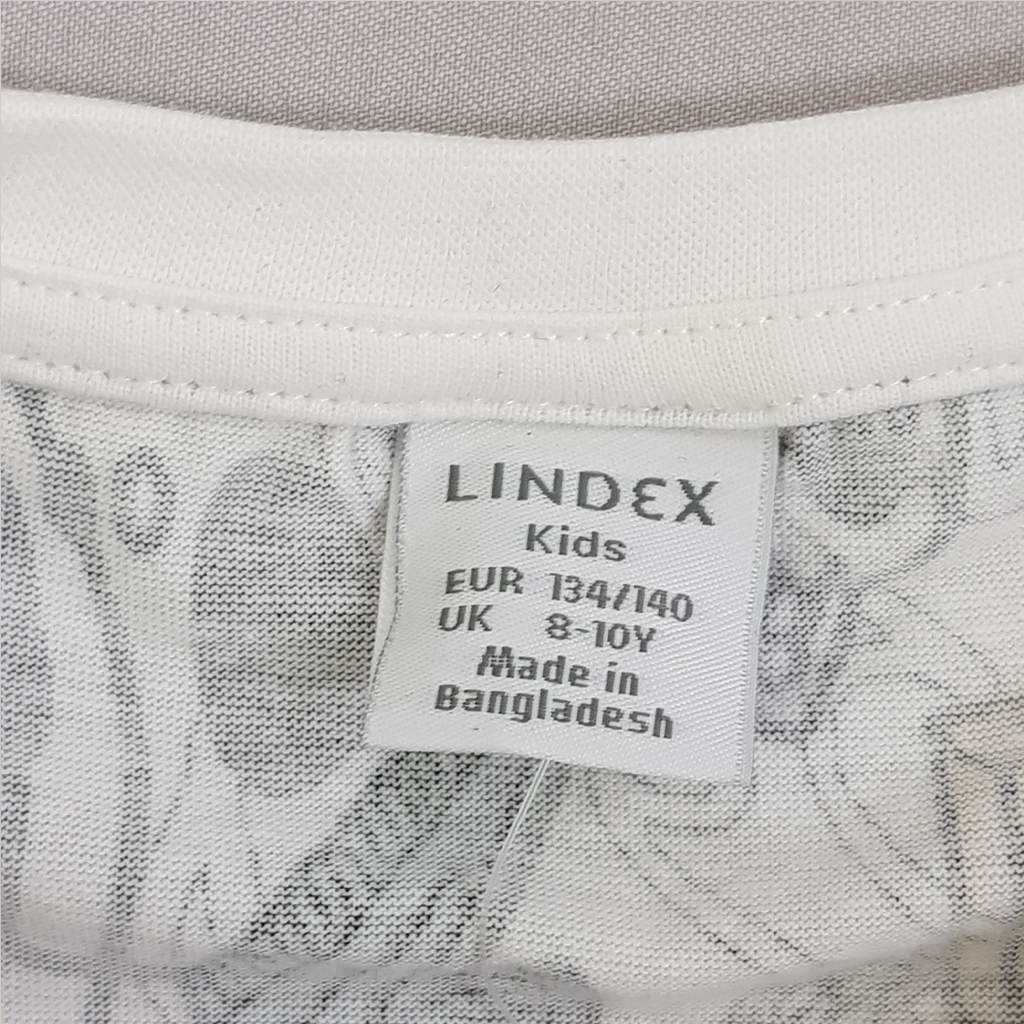 LINDEX
Kids
EUR 134/140
UK 8-10Y
Made in
Bangladesh